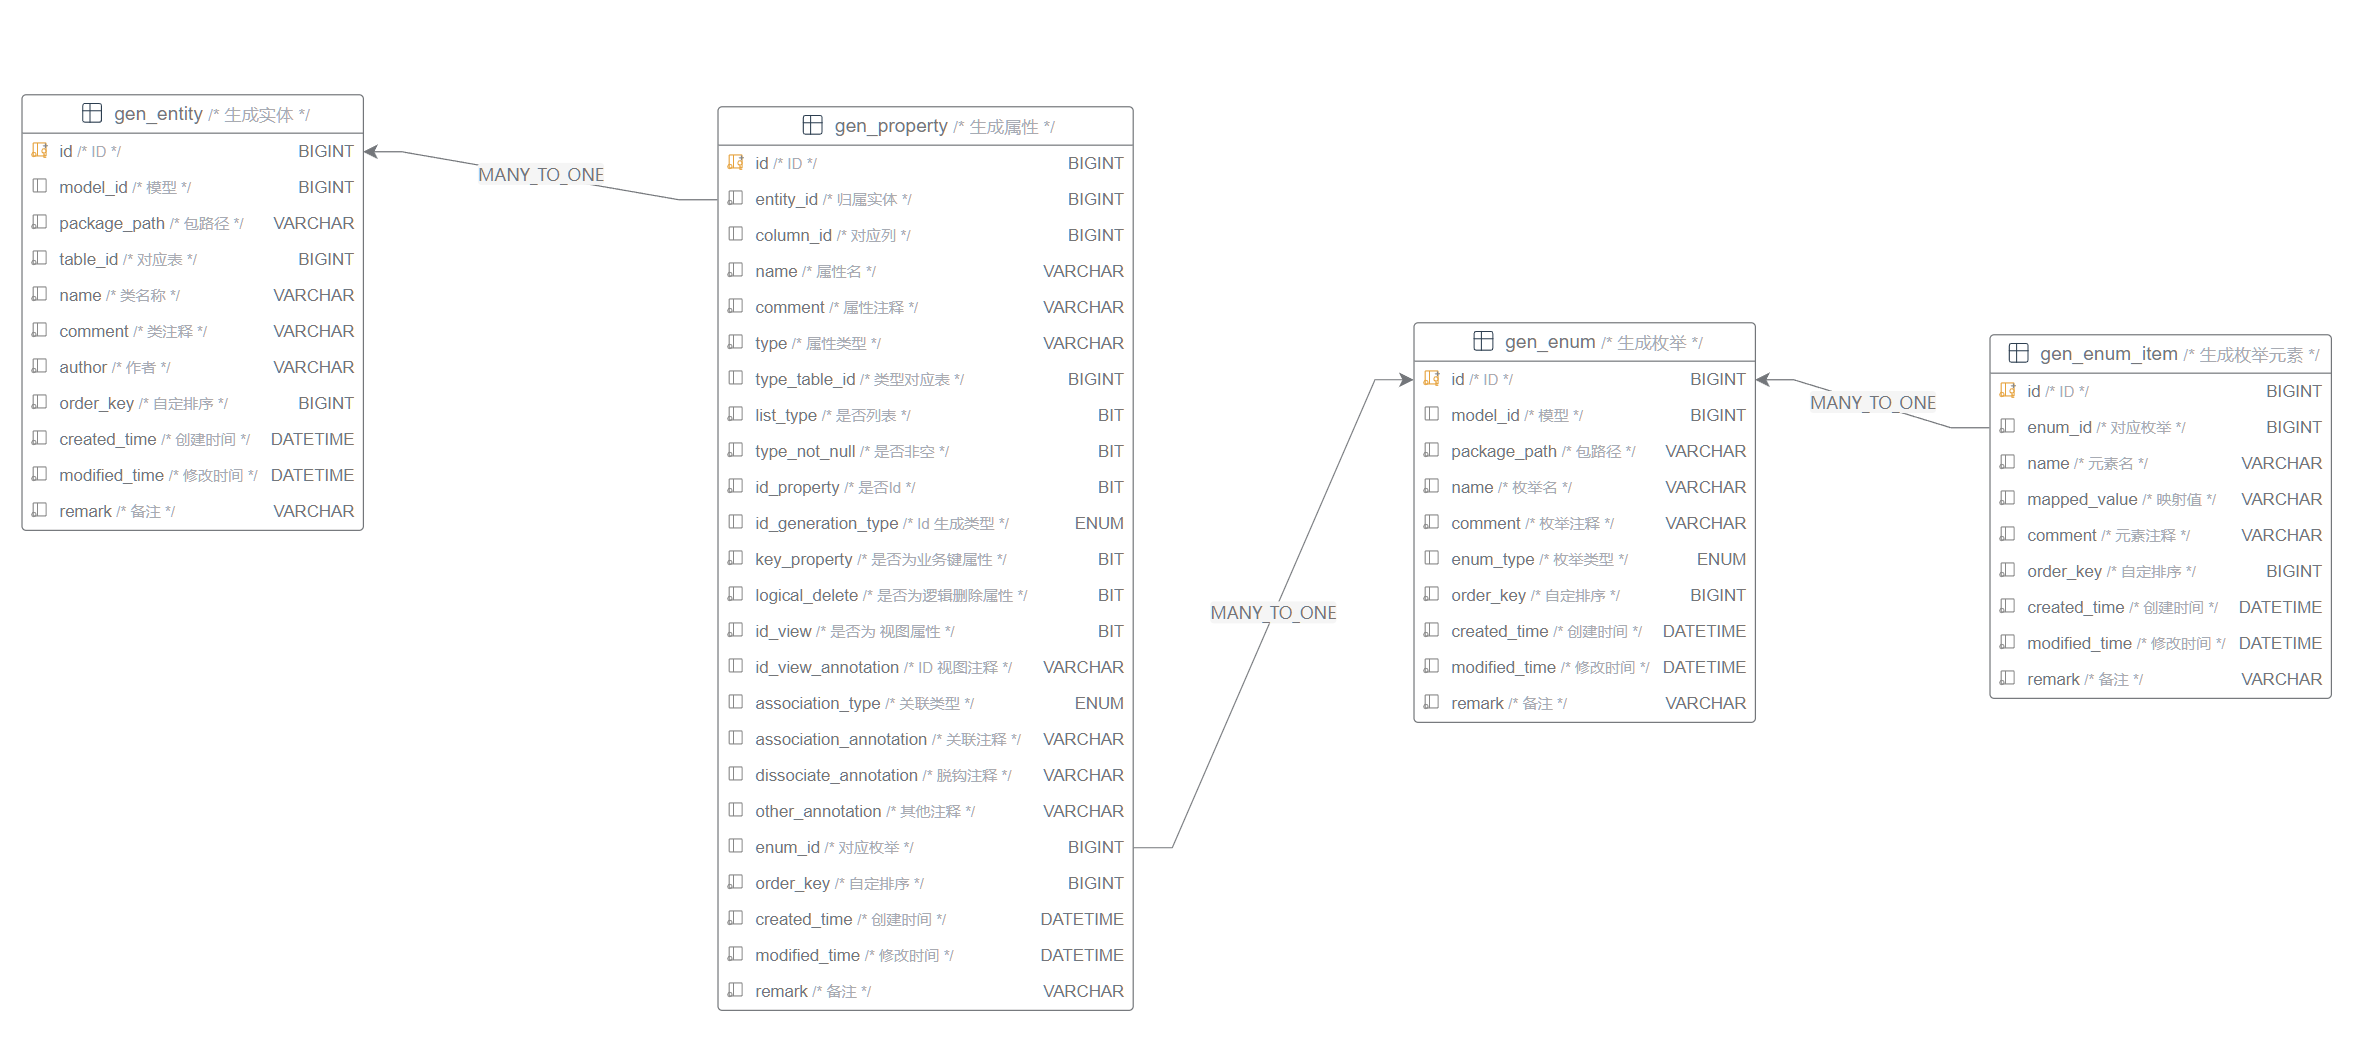 gen_entity /* 生成实体 */
id /* ID */ BIGINT
model_id /* 模型 */ BIGINT
package_path /* 包路径 */ VARCHAR
table_id /* 对应表 */ BIGINT
name /* 类名称 */ VARCHAR
comment /* 类注释 */ VARCHAR
author /* 作者 */ VARCHAR
order_key /* 自定排序 */ BIGINT
created_time /* 创建时间 */ DATETIME
modified_time /* 修改时间 */ DATETIME
remark /* 备注 */ VARCHAR
MANY_TO_ONE
gen_property /* 生成属性 */
id /* ID */ BIGINT
entity_id /* 归属实体 */ BIGINT
column_id /* 对应列 */ BIGINT
name /* 属性名 */ VARCHAR
comment /* 属性注释 */ VARCHAR
type /* 属性类型 */ VARCHAR
type_table_id /* 类型对应表 */ BIGINT
list_type /* 是否列表 */ BIT
type_not_null /* 是否非空 */ BIT
id_property /* 是否Id */ BIT
id_generation_type /* Id 生成类型 */ ENUM
key_property /* 是否为业务键属性 */ BIT
logical_delete /* 是否为逻辑删除属性 */ BIT
id_view /* 是否为 视图属性 */ BIT
id_view_annotation /* ID 视图注释 */ VARCHAR
association_type /* 关联类型 */ ENUM
association_annotation /* 关联注释 */ VARCHAR
dissociate_annotation /* 脱钩注释 */ VARCHAR
other_annotation /* 其他注释 */ VARCHAR
enum_id /* 对应枚举 */ BIGINT
order_key /* 自定排序 */ BIGINT
created_time /* 创建时间 */ DATETIME
modified_time /* 修改时间 */ DATETIME
remark /* 备注 */ VARCHAR
MANY_TO_ONE
gen_enum /* 生成枚举 */
id /* ID */ BIGINT
model_id /* 模型 */ BIGINT
package_path /* 包路径 */ VARCHAR
name /* 枚举名 */ VARCHAR
comment /* 枚举注释 */ VARCHAR
enum_type /* 枚举类型 */ ENUM
order_key /* 自定排序 */ BIGINT
created_time /* 创建时间 */ DATETIME
modified_time /* 修改时间 */ DATETIME
remark /* 备注 */ VARCHAR
MANY_TO_ONE
gen_enum_item /* 生成枚举元素 */
id /* ID */ BIGINT
enum_id /* 对应枚举 */ BIGINT
name /* 元素名 */ VARCHAR
mapped_value /* 映射值 */ VARCHAR
comment /* 元素注释 */ VARCHAR
order_key /* 自定排序 */ BIGINT
created_time /* 创建时间 */ DATETIME
modified_time /* 修改时间 */ DATETIME
remark /* 备注 */ VARCHAR